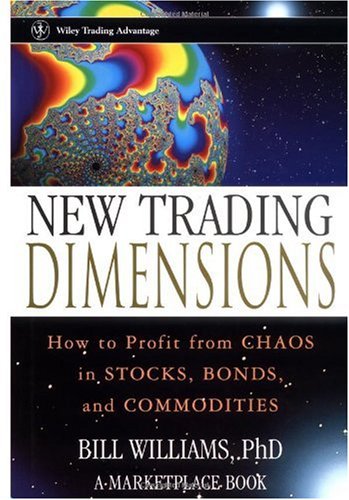 Wiley Trading Advantage
NEW TRADING
DIMENSIONS
How to Profit from CHAOS
in STOCKS, BONDS,
and COMMODITIES
BILL WILLIAMS, PhD
A MARKETPLACE BOOK